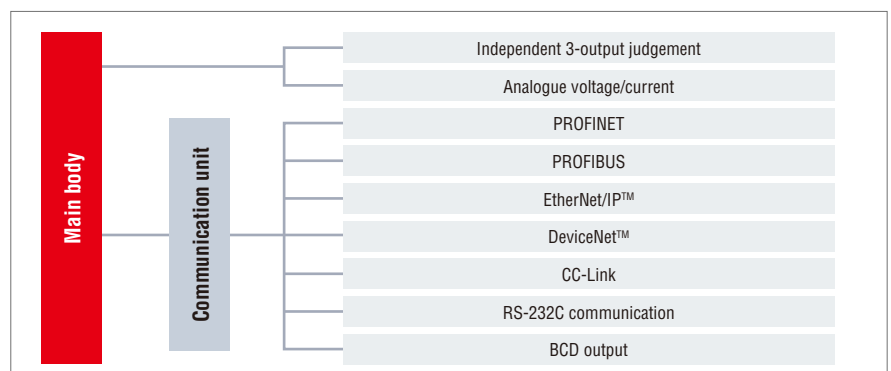 Main body
Communication unit
Independent 3-output judgement
Analogue voltage/current
PROFINET
PROFIBUS
EtherNet/IP™
DeviceNet™
CC-Link
RS-232C communication
BCD output